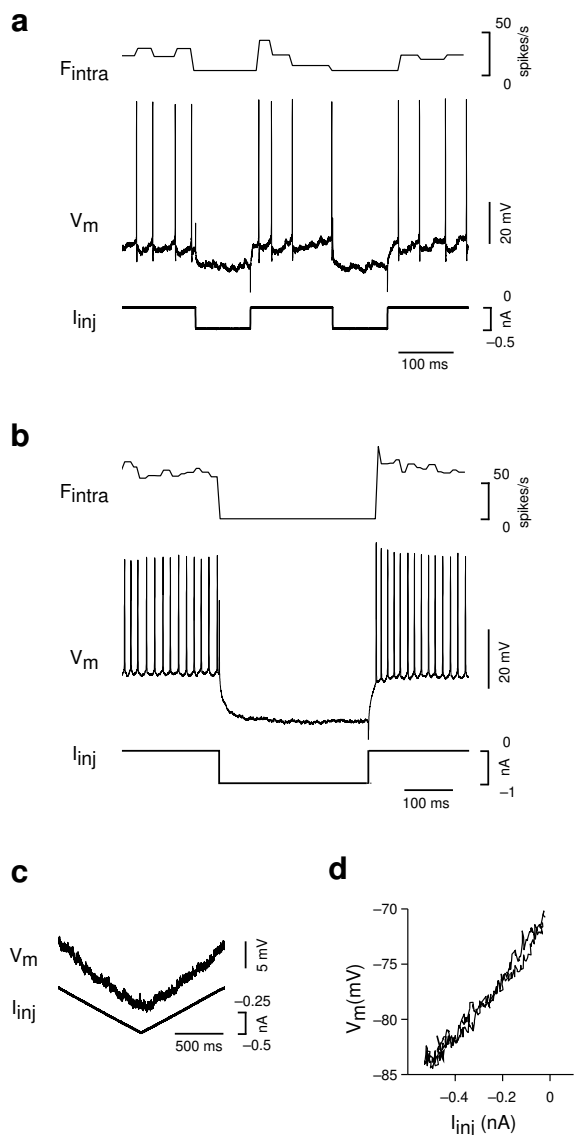 a
50
spikes/s
0
Fintra
Vm
20 mV
Iinj
0
nA
−0.5
100 ms
b
Fintra
50
spikes/s
0
Vm
20 mV
Iinj
0
nA
−1
100 ms
c
Vm
5 mV
Iinj
−0.25
nA
−0.5
500 ms
d
−70
−75
−80
−85
Vm(mV)
−0.4 −0.2 0
Iinj (nA)